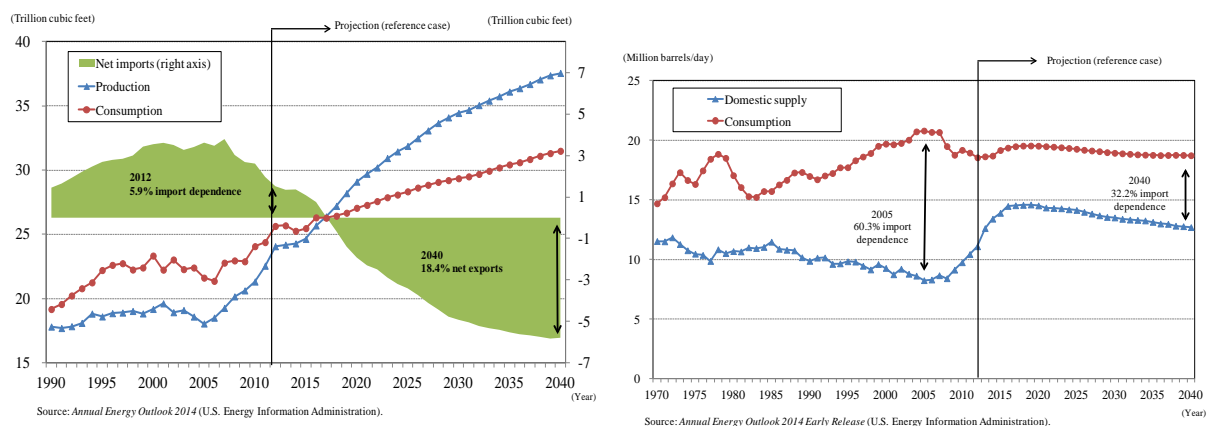 (Trillion cubic feet)
Projection (reference case)
(Trillion cubic feet)
40
35
30
25
20
15
Net imports (right axis)
Production
Consumption
2012
5.9% import dependence
2040
18.4% net exports
7
5
3
1
-1
-3
-5
-7
1990 1995 2000 2005 2010 2015 2020 2025 2030 2035 2040
(Year)
Source: Annual Energy Outlook 2014 (U.S. Energy Information Administration).
(Million barrels/day)
Projection (reference case)
25
20
15
10
5
0
Domestic supply
Consumption
2005
60.3% import
dependence
2040
32.2% import
dependence
1970 1975 1980 1985 1990 1995 2000 2005 2010 2015 2020 2025 2030 2035 2040
(Year)
Source: Annual Energy Outlook 2014 Early Release (U.S. Energy Information Administration).